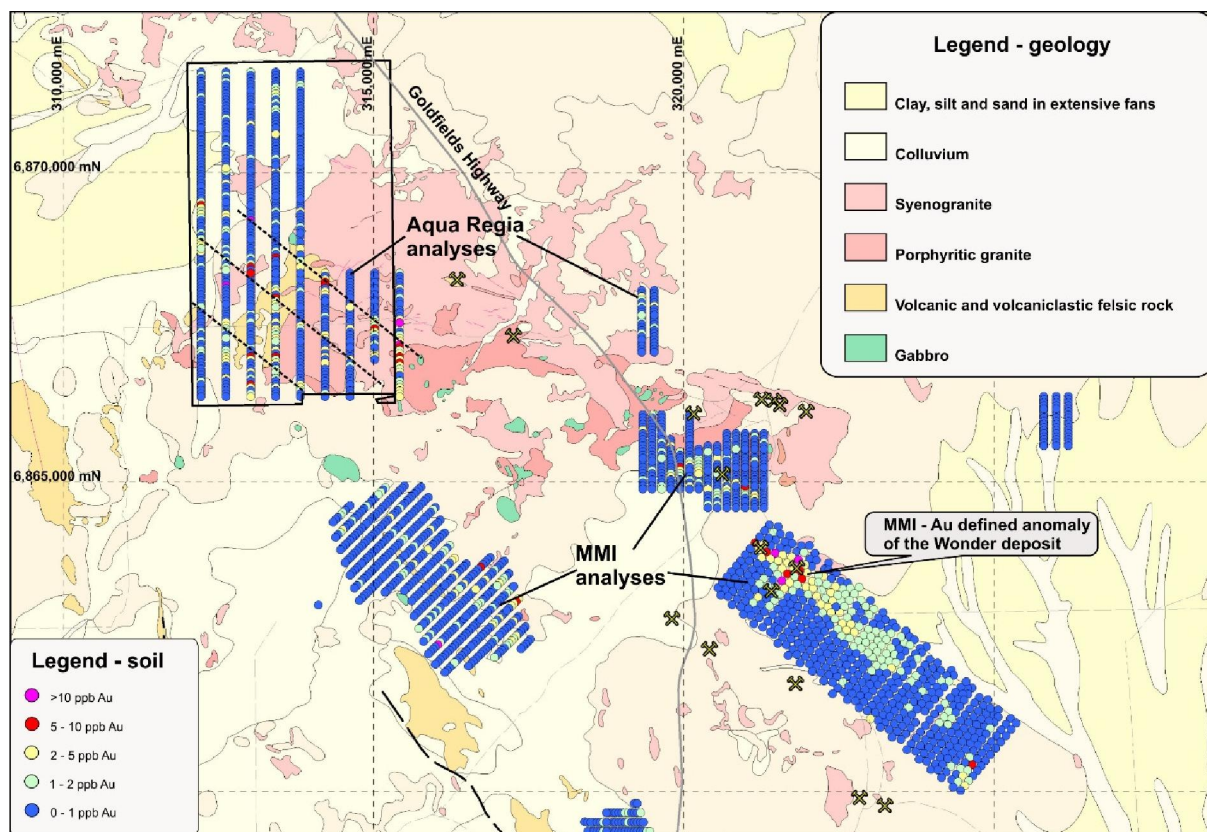 310,000 mE
315,000 mE
320,000 mE
Goldfields Highway
6,870,000 mN
Aqua Regia
analyses
6,865,000 mN
MMI
analyses
MMI - Au defined anomaly
of the Wonder deposit
Legend - geology
Clay, silt and sand in extensive fans
Colluvium
Syenogranite
Porphyritic granite
Volcanic and volcaniclastic felsic rock
Gabbro
Legend - soil
>10 ppb Au
5 - 10 ppb Au
2 - 5 ppb Au
1 - 2 ppb Au
0 - 1 ppb Au